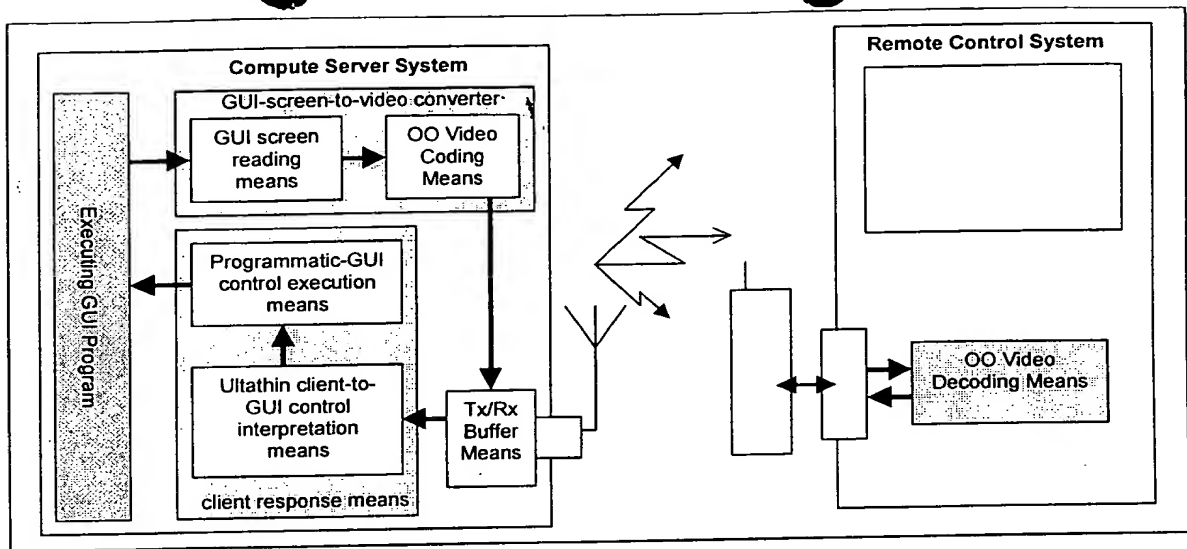 Compute Server System
GUI-screen-to-video converter
GUI screen
reading
means
OO Video
Coding
Means
Executing GUI Program
Programmatic-GUI
control execution
means
Ultathin client-to-
GUI control
interpretation
means
client response means
Tx/Rx
Buffer
Means
Remote Control System
OO Video
Decoding Means